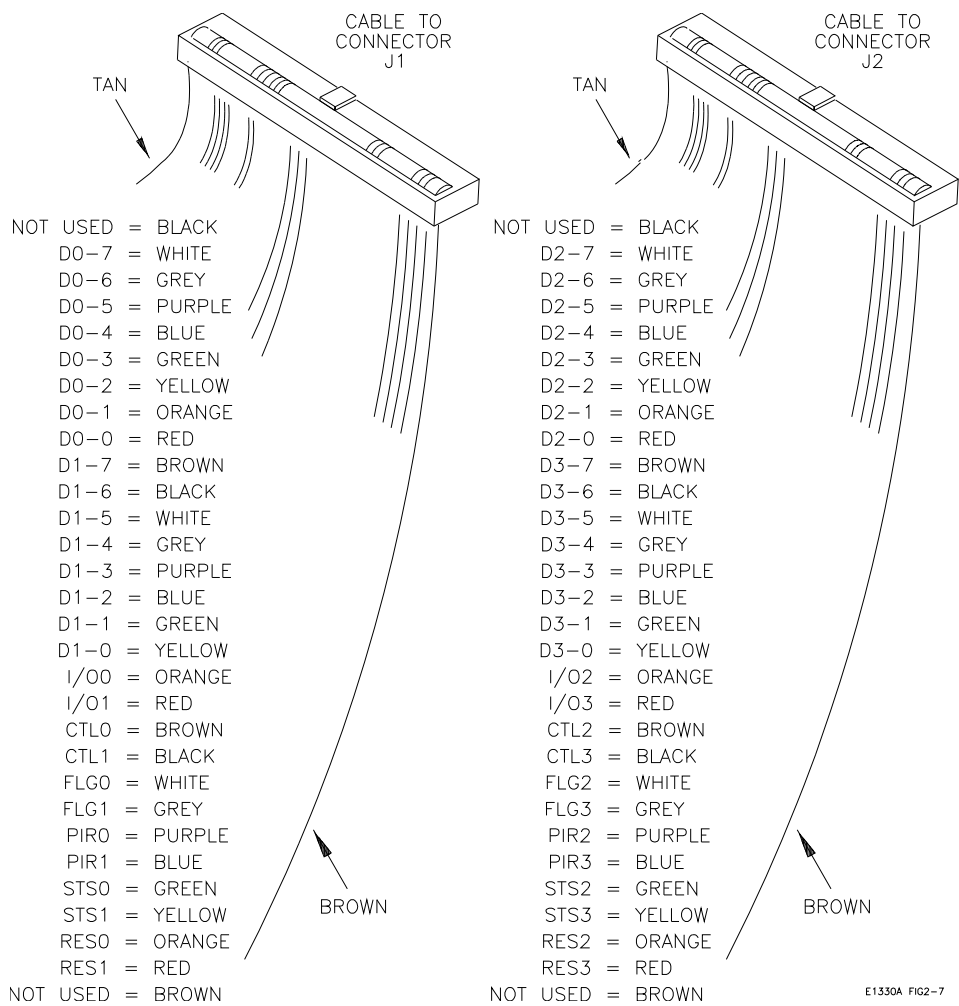 CABLE TO
CONNECTOR
J1
TAN
NOT USED = BLACK
D0-7 = WHITE
D0-6 = GREY
D0-5 = PURPLE
D0-4 = BLUE
D0-3 = GREEN
D0-2 = YELLOW
D0-1 = ORANGE
D0-0 = RED
D1-7 = BROWN
D1-6 = BLACK
D1-5 = WHITE
D1-4 = GREY
D1-3 = PURPLE
D1-2 = BLUE
D1-1 = GREEN
D1-0 = YELLOW
I/O0 = ORANGE
I/O1 = RED
CTL0 = BROWN
CTL1 = BLACK
FLG0 = WHITE
FLG1 = GREY
PIR0 = PURPLE
PIR1 = BLUE
STS0 = GREEN
STS1 = YELLOW
RES0 = ORANGE
RES1 = RED
NOT USED = BROWN
BROWN
CABLE TO
CONNECTOR
J2
TAN
NOT USED = BLACK
D2-7 = WHITE
D2-6 = GREY
D2-5 = PURPLE
D2-4 = BLUE
D2-3 = GREEN
D2-2 = YELLOW
D2-1 = ORANGE
D2-0 = RED
D3-7 = BROWN
D3-6 = BLACK
D3-5 = WHITE
D3-4 = GREY
D3-3 = PURPLE
D3-2 = BLUE
D3-1 = GREEN
D3-0 = YELLOW
I/O2 = ORANGE
I/O3 = RED
CTL2 = BROWN
CTL3 = BLACK
FLG2 = WHITE
FLG3 = GREY
PIR2 = PURPLE
PIR3 = BLUE
STS2 = GREEN
STS3 = YELLOW
RES2 = ORANGE
RES3 = RED
NOT USED = BROWN
BROWN
E1330A FIG2-7